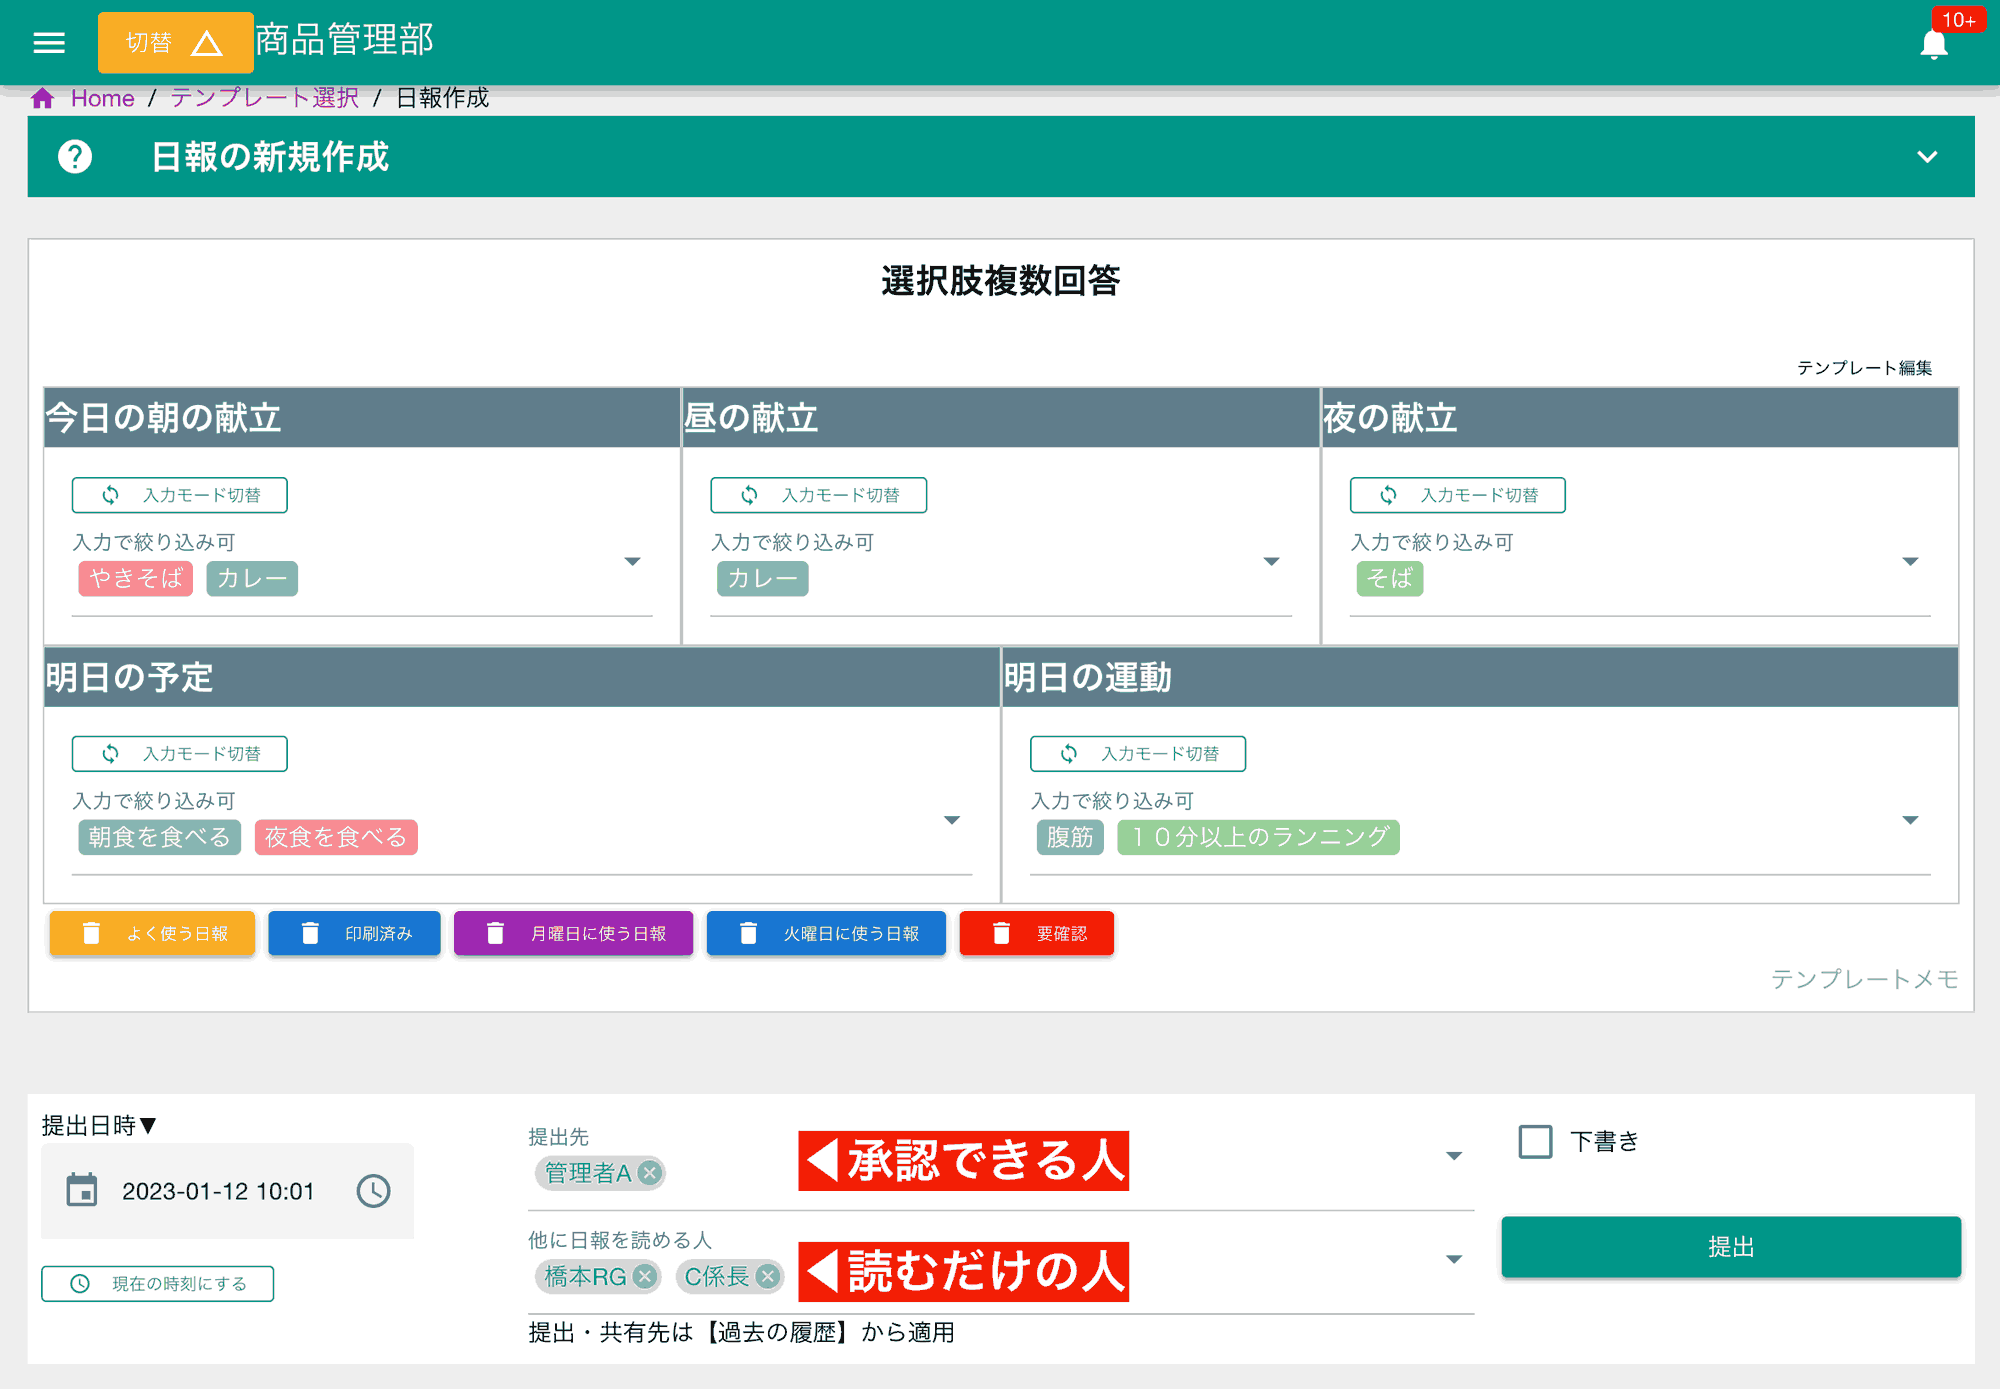 切替 商品管理部 10+
Home / テンプレート選択 / 日報作成
? 日報の新規作成
選択肢複数回答
テンプレート編集
今日の朝の献立 昼の献立 夜の献立
入力モード切替 入力モード切替 入力モード切替
入力で絞り込み可 入力で絞り込み可 入力で絞り込み可
やきそば カレー カレー そば
明日の予定 明日の運動
入力モード切替 入力モード切替
入力で絞り込み可 入力で絞り込み可
朝食を食べる 夜食を食べる 腹筋 １０分以上のランニング
よく使う日報 印刷済み 月曜日に使う日報 火曜日に使う日報 要確認
テンプレートメモ
提出日時▼
2023-01-12 10:01
現在の時刻にする
提出先
管理者A ◀承認できる人
他に日報を読める人
橋本RG C係長 ◀読むだけの人
提出・共有先は【過去の履歴】から適用
下書き
提出